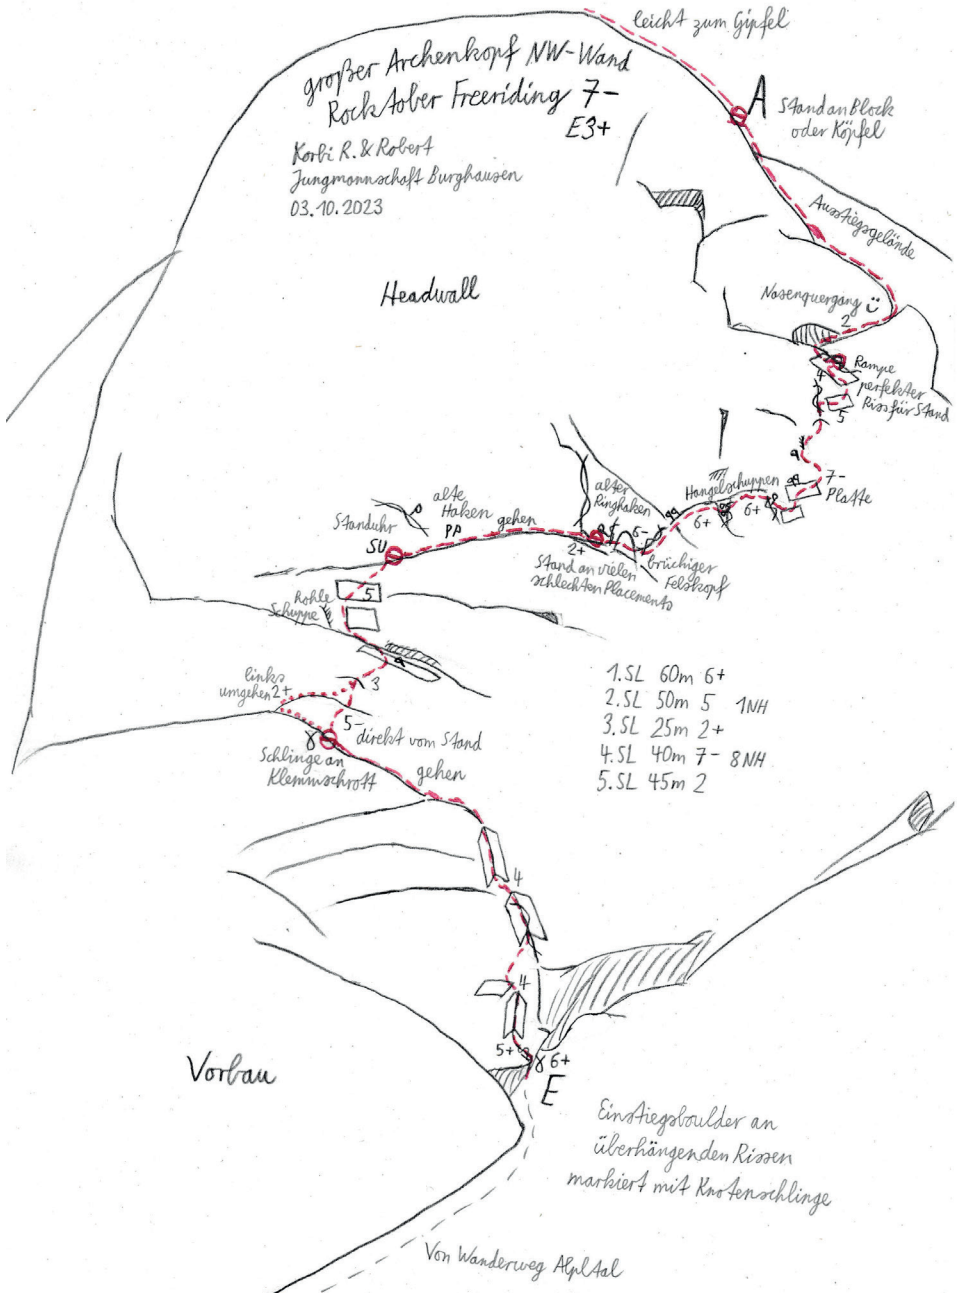 leicht zum Gipfel
großer Archenkopf NW-Wand
Rocktober Freeriding 7-
E3+
Korbi R. & Robert
Jungmannschaft Burghausen
03.10.2023
A
Stand an Block
oder Köpfel
Ausstiegsgelände
Headwall
Nasenquergang
2
Rampe
perfekter
Riss für Stand
4
5
7-
Platte
Hangelschuppen
6+
6+
alter
Ringhaken
6-
alte
Haken
gehen
PP
Standuhr
SU
2+
Stand an vielen
schlechten Placements
brüchiger
Felskopf
5
Hohle
Schuppe
links
umgehen 2+
3
5-
direkt vom Stand
Schlinge an
Klemmschrott
gehen
1.SL 60m 6+
2.SL 50m 5 1NH
3.SL 25m 2+
4.SL 40m 7- 8NH
5.SL 45m 2
4
4
5+
6+
E
Vorbau
Einstiegsboulder an
überhängenden Rissen
markiert mit Knotenschlinge
Von Wanderweg Alpltal